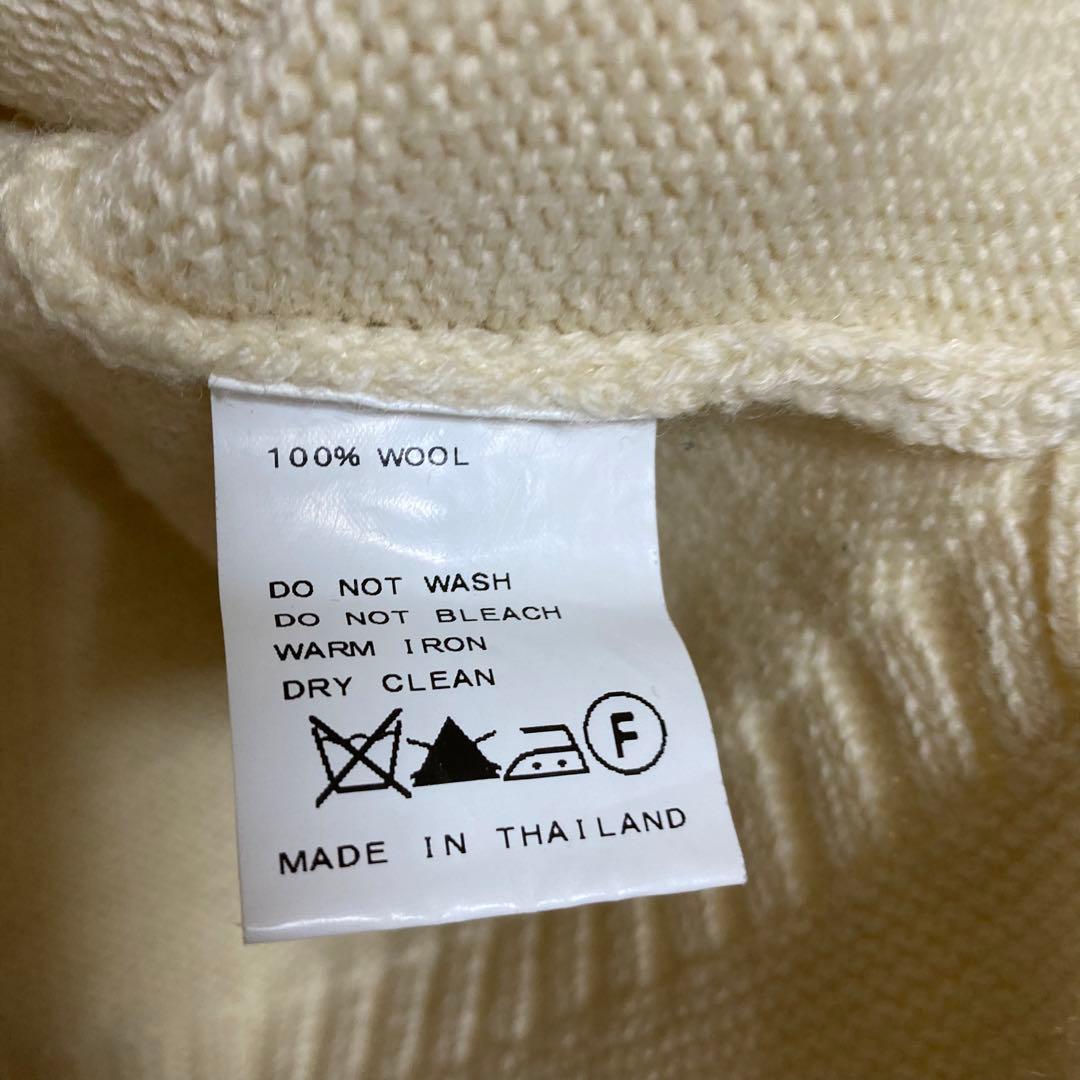 100% WOOL
DO NOT WASH
DO NOT BLEACH
WARM IRON
DRY CLEAN
F
MADE IN THAILAND